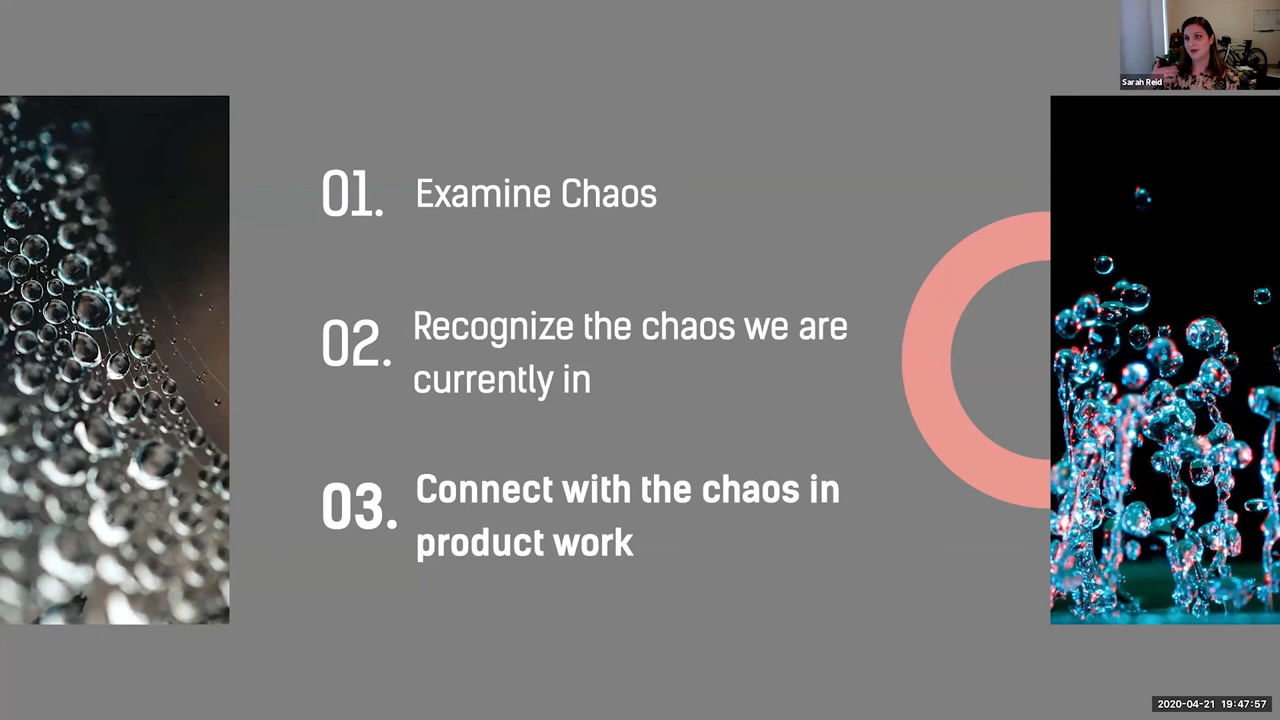 Sarah Reid
01. Examine Chaos
02. Recognize the chaos we are
currently in
03. Connect with the chaos in
product work
2020-04-21 19:47:57